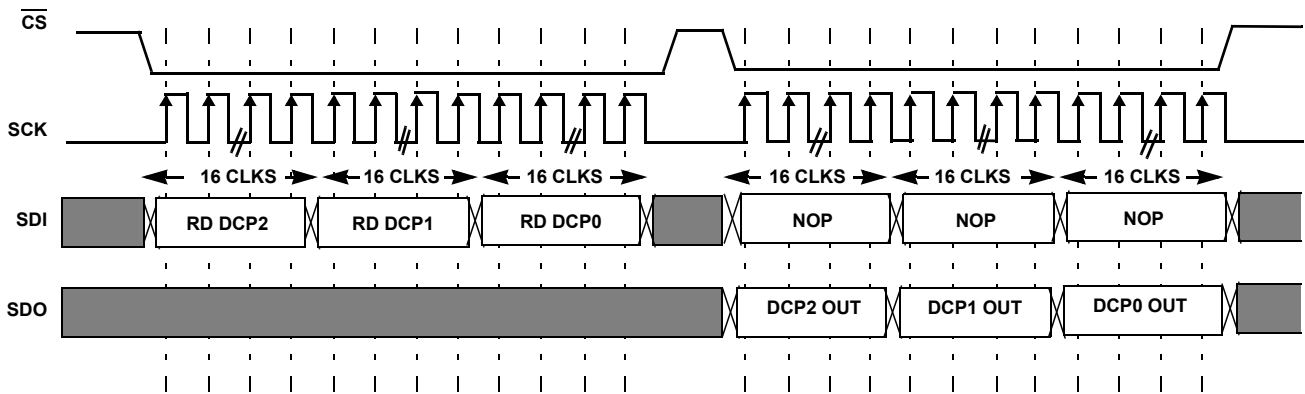 CS
SCK
16 CLKS 16 CLKS 16 CLKS 16 CLKS 16 CLKS 16 CLKS
SDI RD DCP2 RD DCP1 RD DCP0 NOP NOP NOP
SDO DCP2 OUT DCP1 OUT DCP0 OUT